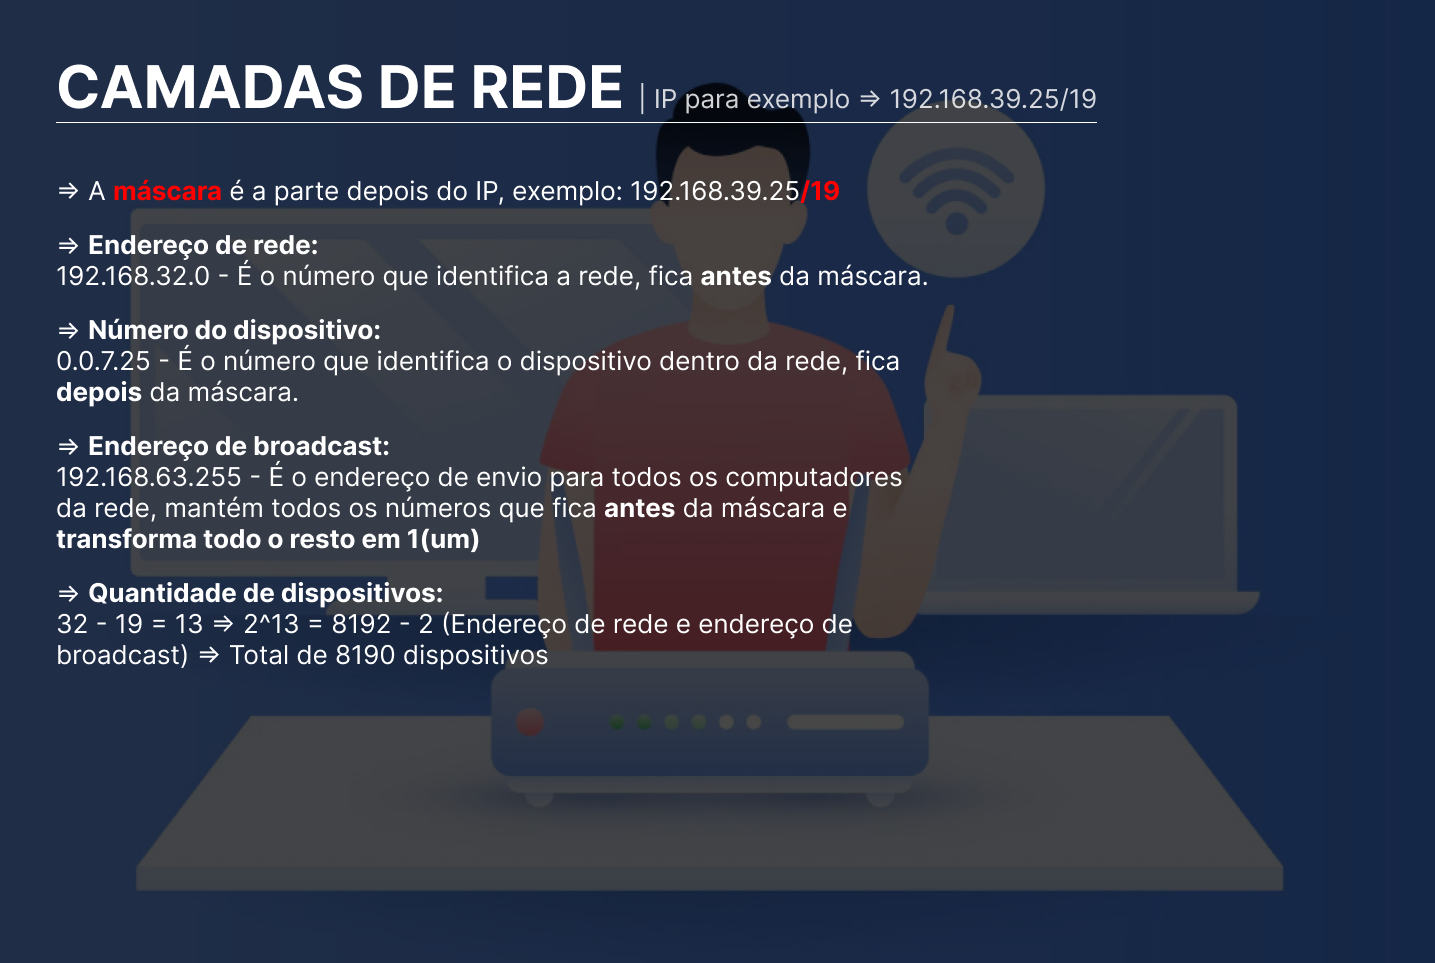 CAMADAS DE REDE | IP para exemplo ⇒ 192.168.39.25/19
⇒ A máscara é a parte depois do IP, exemplo: 192.168.39.25/19
⇒ Endereço de rede:
192.168.32.0 - É o número que identifica a rede, fica antes da máscara.
⇒ Número do dispositivo:
0.0.7.25 - É o número que identifica o dispositivo dentro da rede, fica
depois da máscara.
⇒ Endereço de broadcast:
192.168.63.255 - É o endereço de envio para todos os computadores
da rede, mantém todos os números que fica antes da máscara e
transforma todo o resto em 1(um)
⇒ Quantidade de dispositivos:
32 - 19 = 13 ⇒ 2^13 = 8192 - 2 (Endereço de rede e endereço de
broadcast) ⇒ Total de 8190 dispositivos